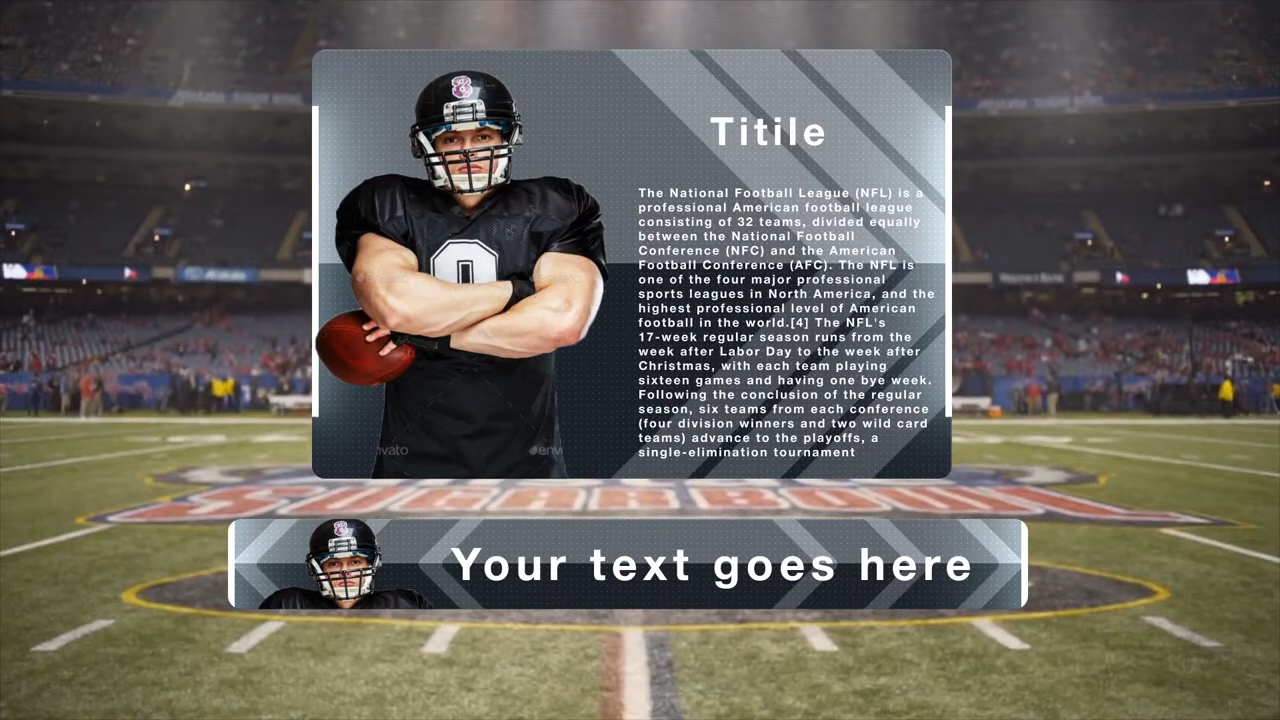 8
Titile
The National Football League (NFL) is a
professional American football league
consisting of 32 teams, divided equally
between the National Football
Conference (NFC) and the American
Football Conference (AFC). The NFL is
one of the four major professional
sports leagues in North America, and the
highest professional level of American
football in the world.[4] The NFL's
17-week regular season runs from the
week after Labor Day to the week after
Christmas, with each team playing
sixteen games and having one bye week.
Following the conclusion of the regular
season, six teams from each conference
(four division winners and two wild card
teams) advance to the playoffs, a
single-elimination tournament
nvato
envi
SUGAR BOWL
8
Your text goes here